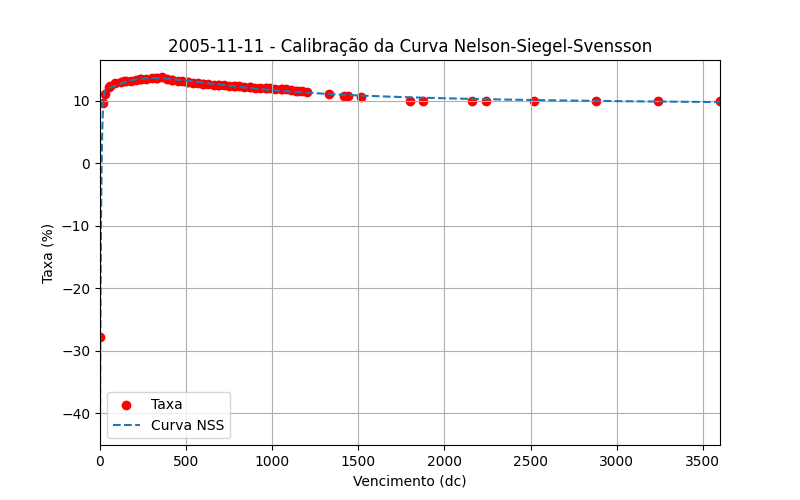 2005-11-11 - Calibração da Curva Nelson-Siegel-Svensson
Taxa (%)
10
0
−10
−20
−30
−40
Taxa
Curva NSS
0
500
1000
1500
2000
2500
3000
3500
Vencimento (dc)